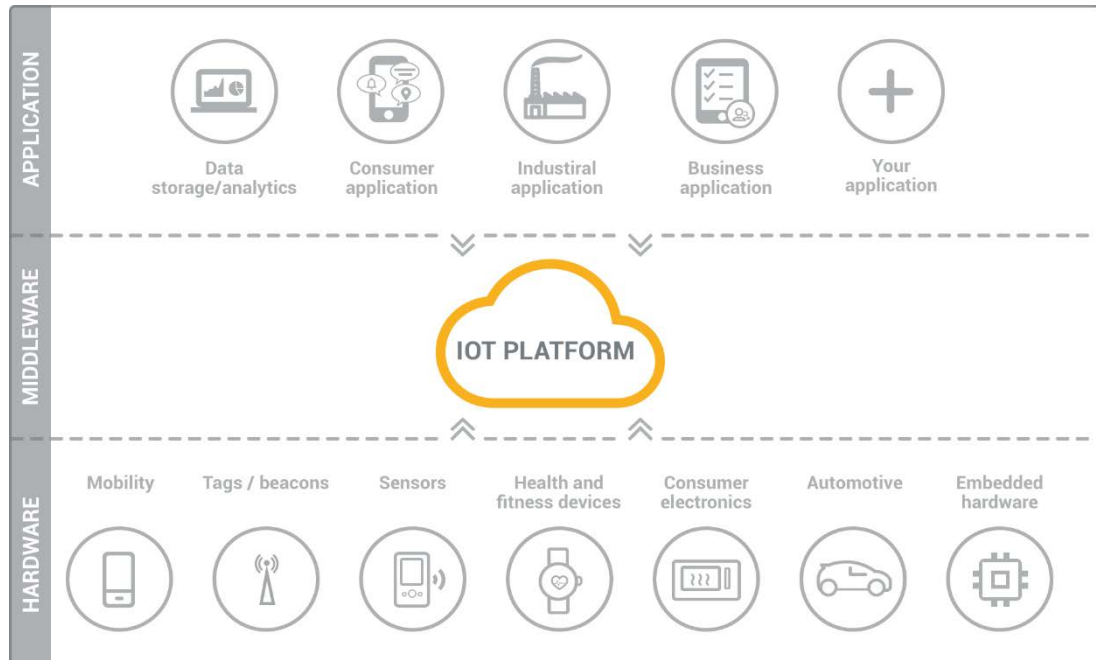 APPLICATION
Data
storage/analytics
Consumer
application
Industiral
application
Business
application
Your
application
MIDDLEWARE
IOT PLATFORM
HARDWARE
Mobility
Tags / beacons
Sensors
Health and
fitness devices
Consumer
electronics
Automotive
Embedded
hardware